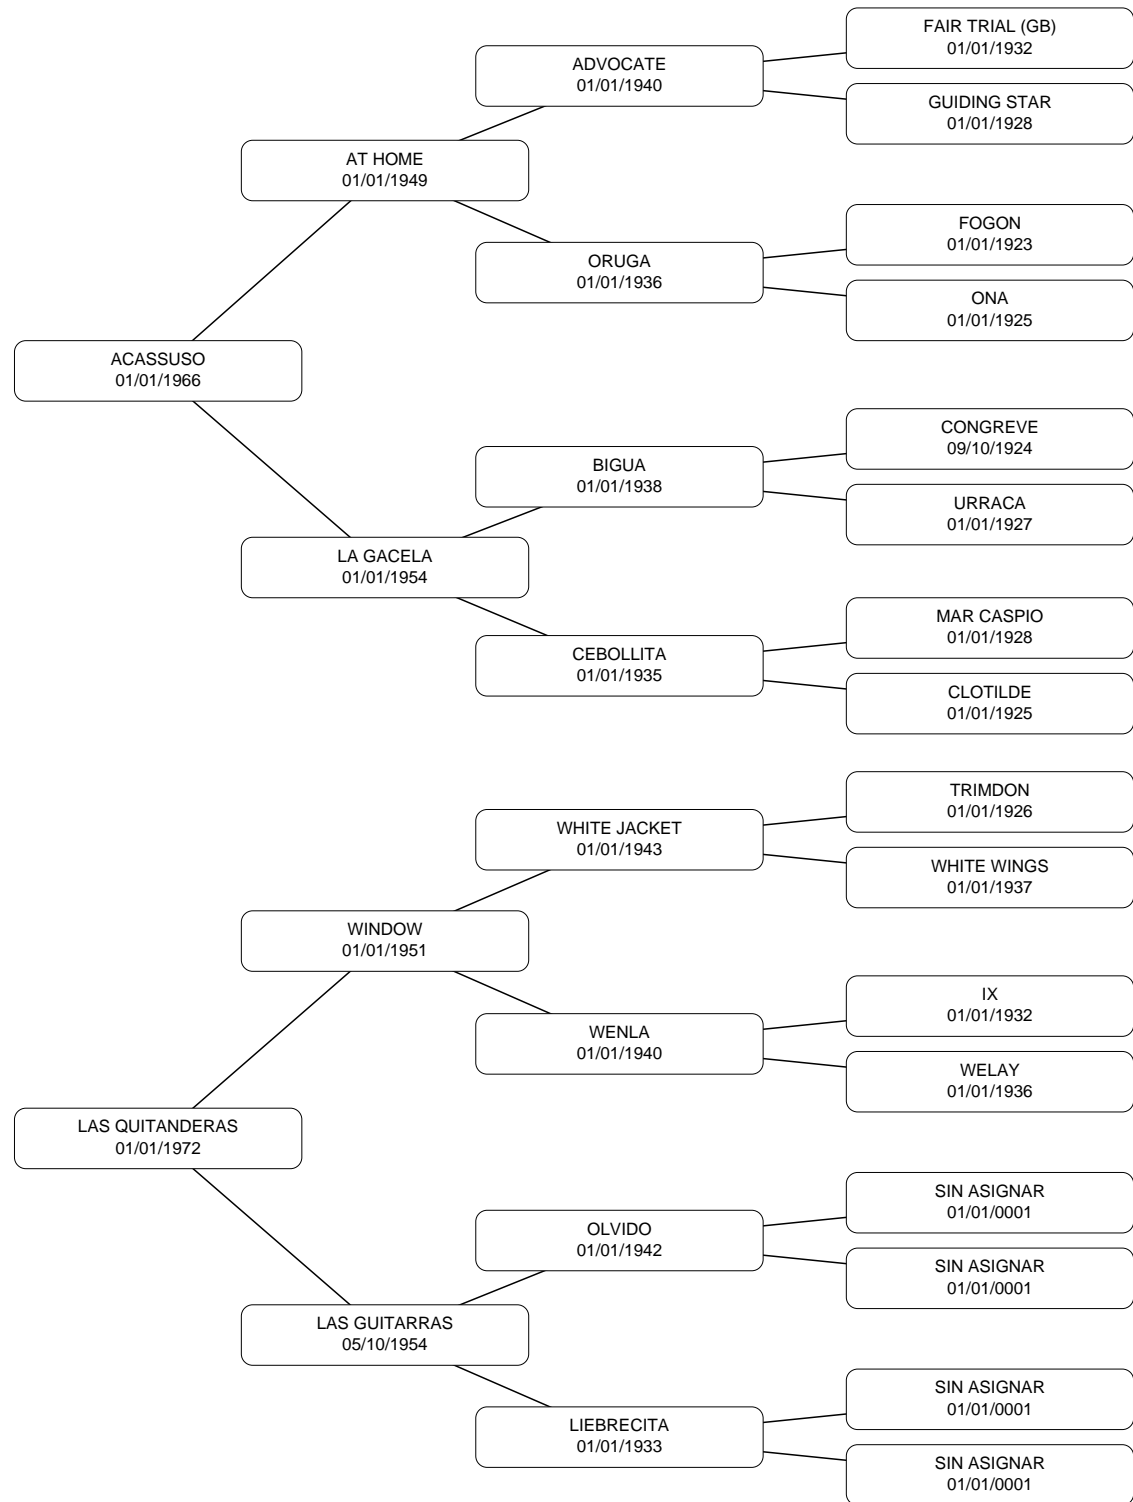 FAIR TRIAL (GB)
01/01/1932
ADVOCATE
01/01/1940
GUIDING STAR
01/01/1928
AT HOME
01/01/1949
FOGON
01/01/1923
ORUGA
01/01/1936
ONA
01/01/1925
ACASSUSO
01/01/1966
CONGREVE
09/10/1924
BIGUA
01/01/1938
URRACA
01/01/1927
LA GACELA
01/01/1954
MAR CASPIO
01/01/1928
CEBOLLITA
01/01/1935
CLOTILDE
01/01/1925
TRIMDON
01/01/1926
WHITE JACKET
01/01/1943
WHITE WINGS
01/01/1937
WINDOW
01/01/1951
IX
01/01/1932
WENLA
01/01/1940
WELAY
01/01/1936
LAS QUITANDERAS
01/01/1972
SIN ASIGNAR
01/01/0001
OLVIDO
01/01/1942
SIN ASIGNAR
01/01/0001
LAS GUITARRAS
05/10/1954
SIN ASIGNAR
01/01/0001
LIEBRECITA
01/01/1933
SIN ASIGNAR
01/01/0001